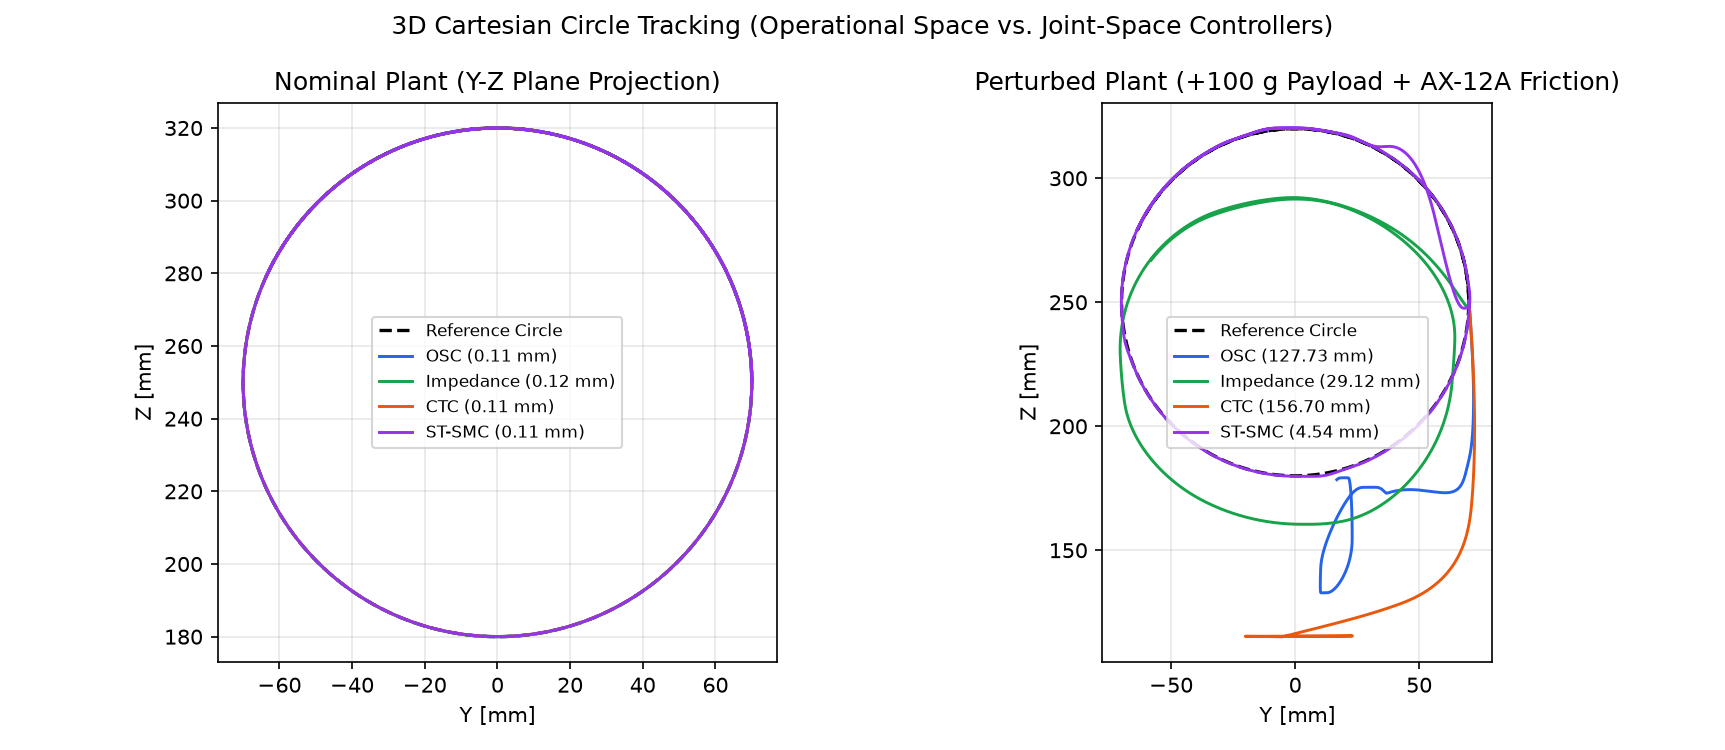 3D Cartesian Circle Tracking (Operational Space vs. Joint-Space Controllers)
Nominal Plant (Y-Z Plane Projection)
320
300
280
260
240
220
200
180
Z [mm]
Reference Circle
OSC (0.11 mm)
Impedance (0.12 mm)
CTC (0.11 mm)
ST-SMC (0.11 mm)
−60 −40 −20 0 20 40 60
Y [mm]
Perturbed Plant (+100 g Payload + AX-12A Friction)
300
250
200
150
Z [mm]
Reference Circle
OSC (127.73 mm)
Impedance (29.12 mm)
CTC (156.70 mm)
ST-SMC (4.54 mm)
−50 0 50
Y [mm]